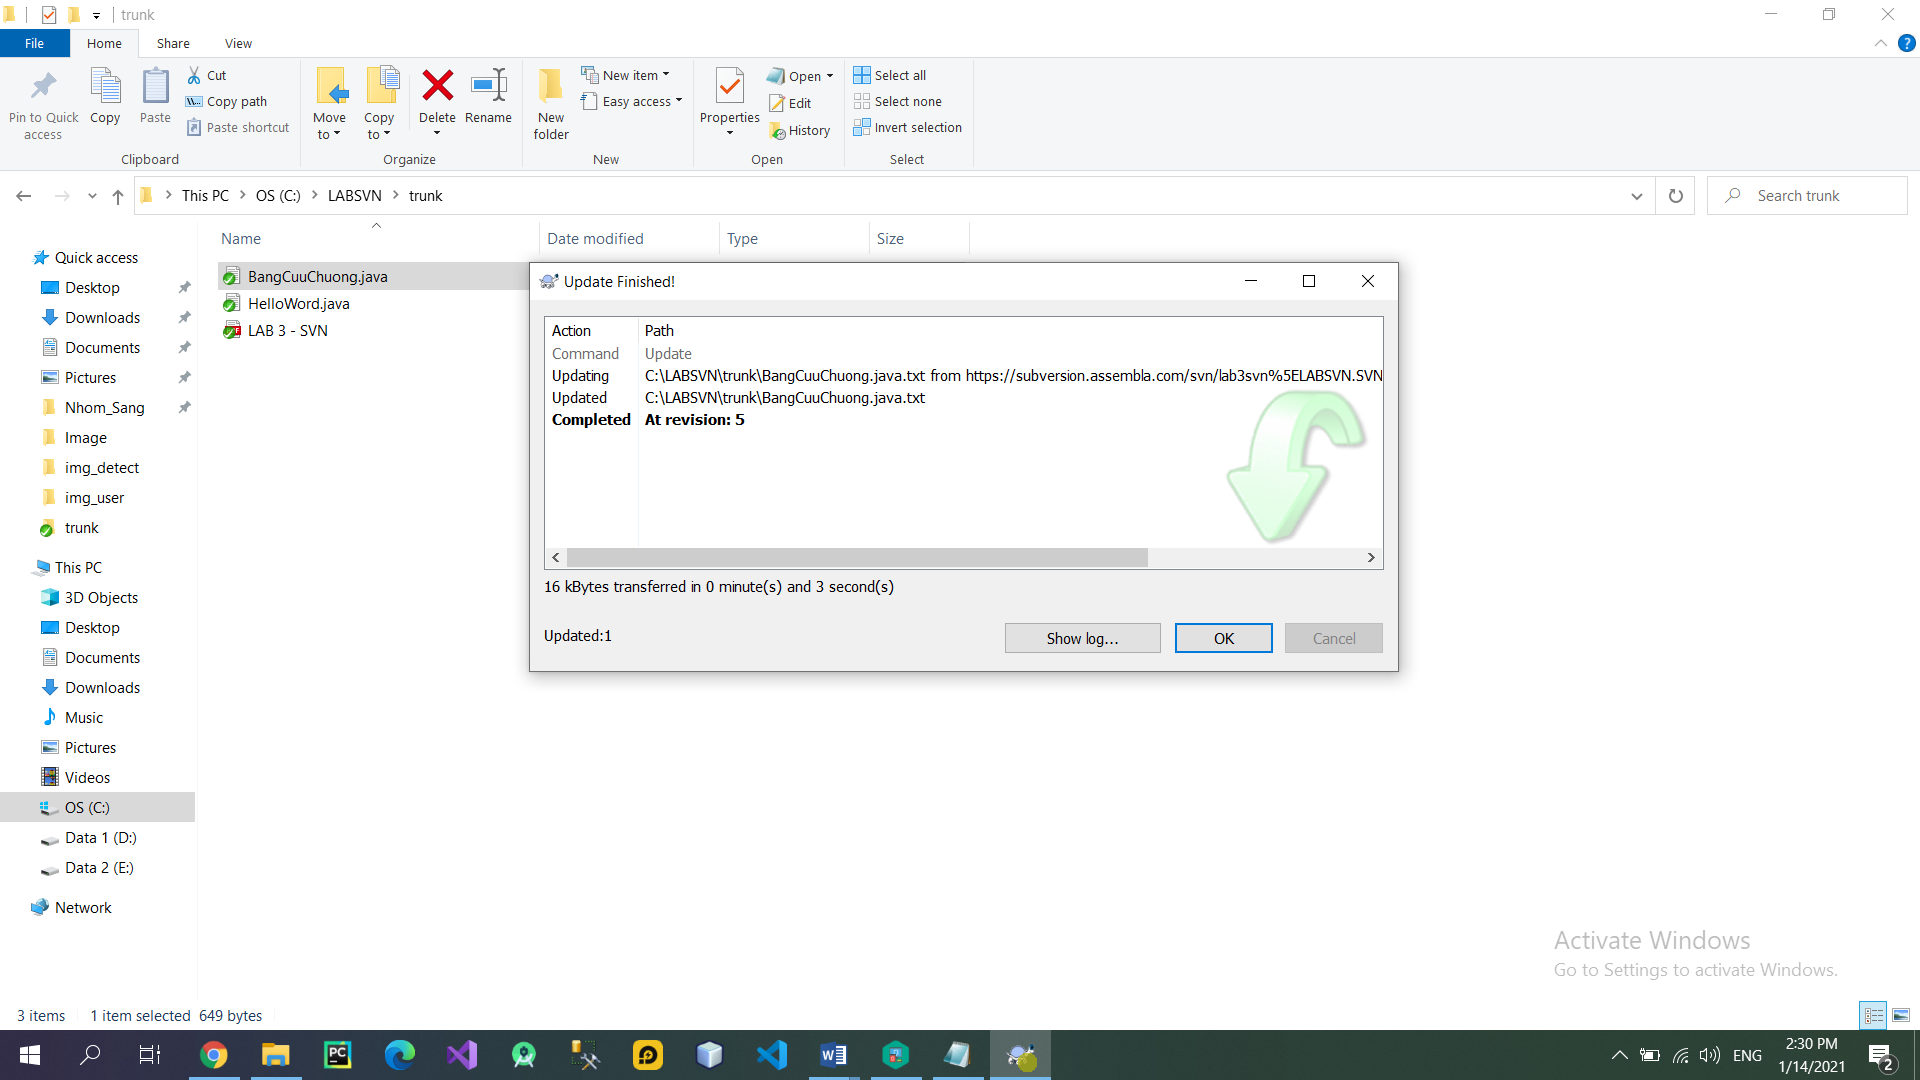 trunk
File
Home
Share
View
Pin to Quick access
Copy
Paste
Cut
Copy path
Paste shortcut
Clipboard
Move to
Copy to
Delete
Rename
Organize
New folder
New item
Easy access
New
Properties
Open
Edit
History
Open
Select all
Select none
Invert selection
Select
This PC
OS (C:)
LABSVN
trunk
Search trunk
Name
Date modified
Type
Size
Quick access
Desktop
Downloads
Documents
Pictures
Nhom_Sang
Image
img_detect
img_user
trunk
This PC
3D Objects
Desktop
Documents
Downloads
Music
Pictures
Videos
OS (C:)
Data 1 (D:)
Data 2 (E:)
Network
BangCuuChuong.java
HelloWord.java
LAB 3 - SVN
Update Finished!
Action Path
Command Update
Updating C:\LABSVN\trunk\BangCuuChuong.java.txt from https://subversion.assembla.com/svn/lab3svn%5ELABSVN.SVN
Updated C:\LABSVN\trunk\BangCuuChuong.java.txt
Completed At revision: 5
16 kBytes transferred in 0 minute(s) and 3 second(s)
Updated:1
Show log...
OK
Cancel
Activate Windows
Go to Settings to activate Windows.
3 items 1 item selected 649 bytes
PC
ENG
2:30 PM
1/14/2021
2